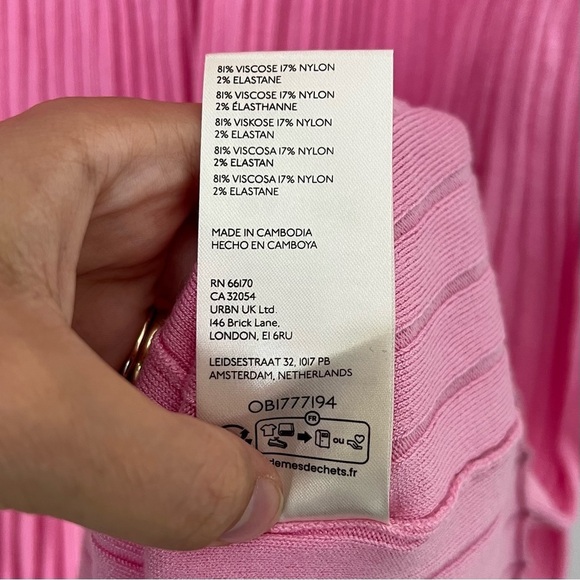 81% VISCOSE 17% NYLON
2% ELASTANE
81% VISCOSE 17% NYLON
2% ÉLASTHANNE
81% VISKOSE 17% NYLON
2% ELASTAN
81% VISCOSA 17% NYLON
2% ELASTAN
81% VISCOSA 17% NYLON
2% ELASTANE
MADE IN CAMBODIA
HECHO EN CAMBOYA
RN 66170
CA 32054
URBN UK Ltd.
146 Brick Lane,
LONDON, E1 6RU
LEIDSESTRAAT 32, 1017 PB
AMSTERDAM, NETHERLANDS
OB1777194
FR
ou
demesdechets.fr